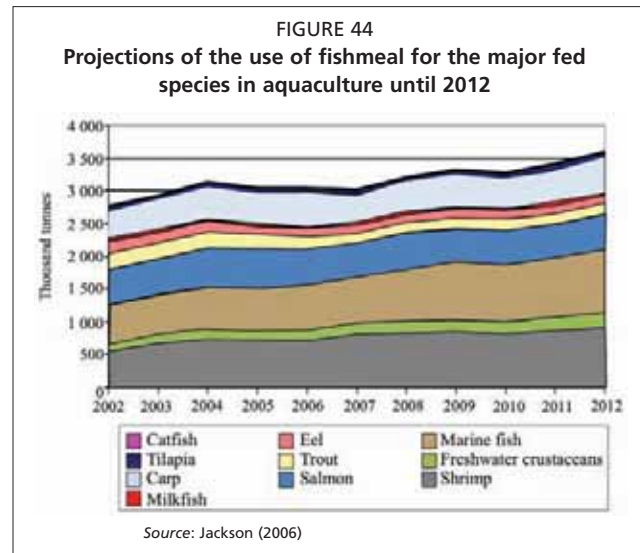 FIGURE 44
Projections of the use of fishmeal for the major fed
species in aquaculture until 2012
Thousand tonnes
4 000
3 500
3 000
2 500
2 000
1 500
1 000
500
0
2002 2003 2004 2005 2006 2007 2008 2009 2010 2011 2012
Catfish Eel Marine fish
Tilapia Trout Freshwater crustaceans
Carp Salmon Shrimp
Milkfish
Source: Jackson (2006)